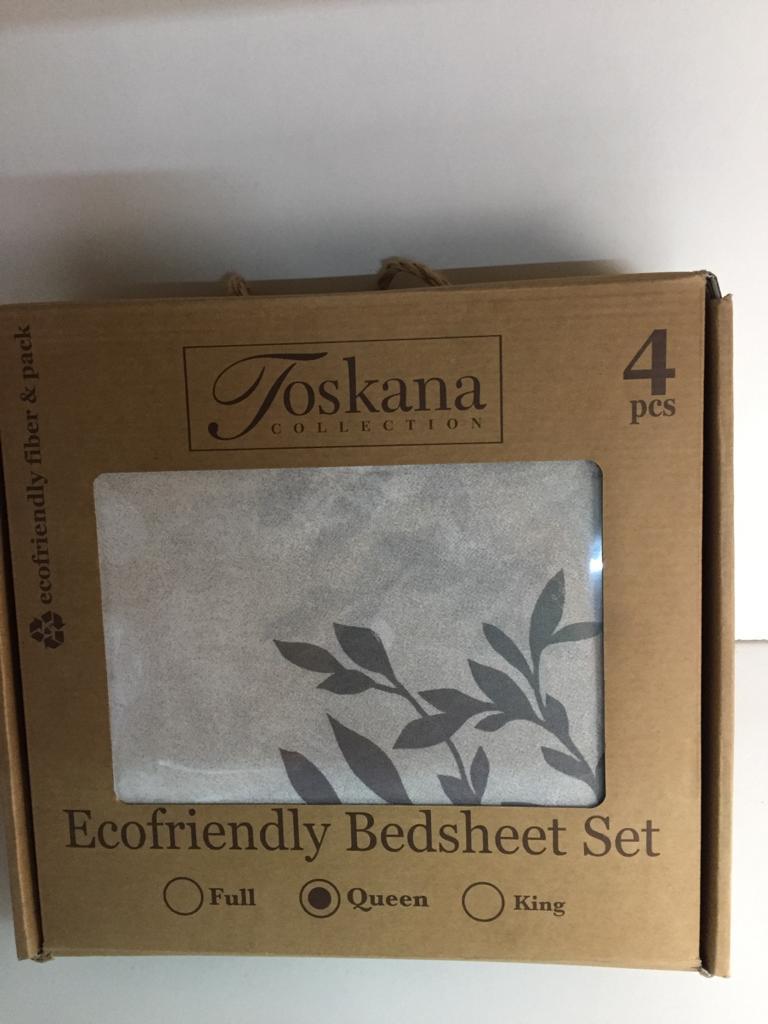 Toskana
COLLECTION
4
pcs
ecofriendly fiber & pack
Ecofriendly Bedsheet Set
Full Queen King